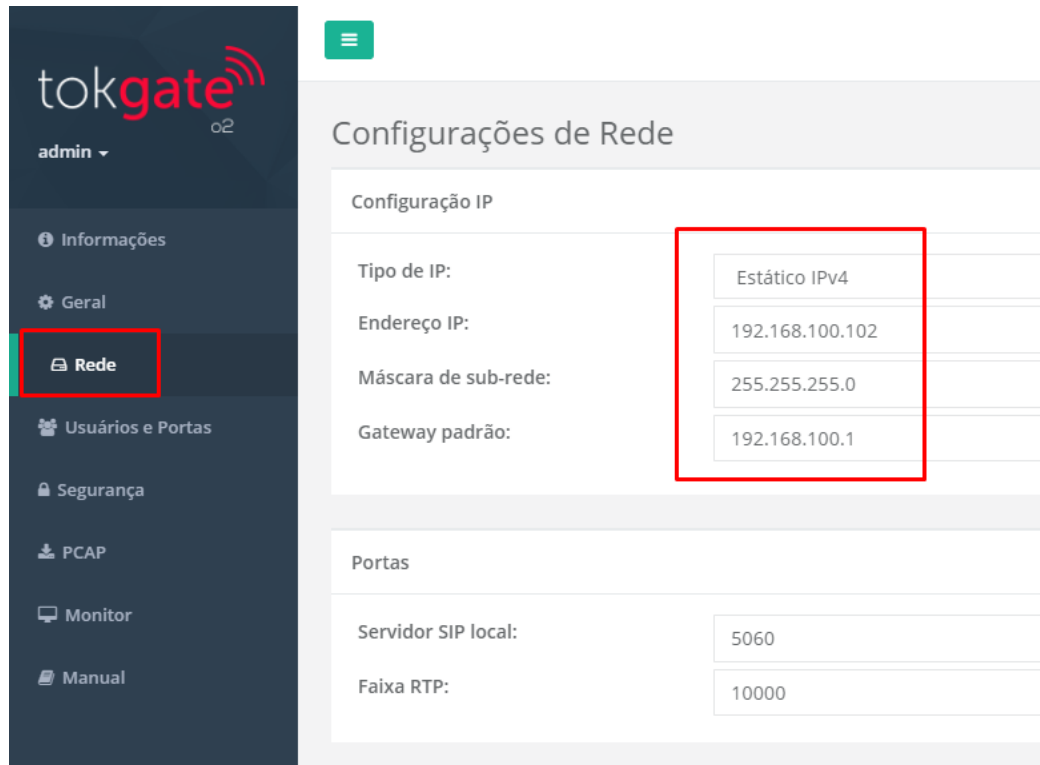 tokgate
o2
admin
Informações
Geral
Rede
Usuários e Portas
Segurança
PCAP
Monitor
Manual
Configurações de Rede
Configuração IP
Tipo de IP: Estático IPv4
Endereço IP: 192.168.100.102
Máscara de sub-rede: 255.255.255.0
Gateway padrão: 192.168.100.1
Portas
Servidor SIP local: 5060
Faixa RTP: 10000